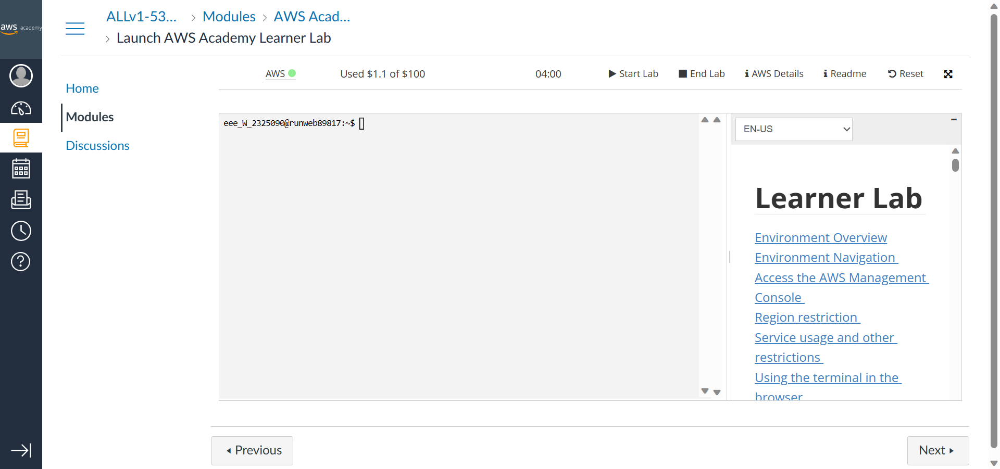 aws academy
ALLv1-53... > Modules > AWS Acad...
> Launch AWS Academy Learner Lab
Home
Modules
Discussions
AWS Used $1.1 of $100 04:00 Start Lab End Lab AWS Details Readme Reset
eee_W_2325090@runweb89817:~$
EN-US
Learner Lab
Environment Overview
Environment Navigation
Access the AWS Management
Console
Region restriction
Service usage and other
restrictions
Using the terminal in the
browser
Previous
Next